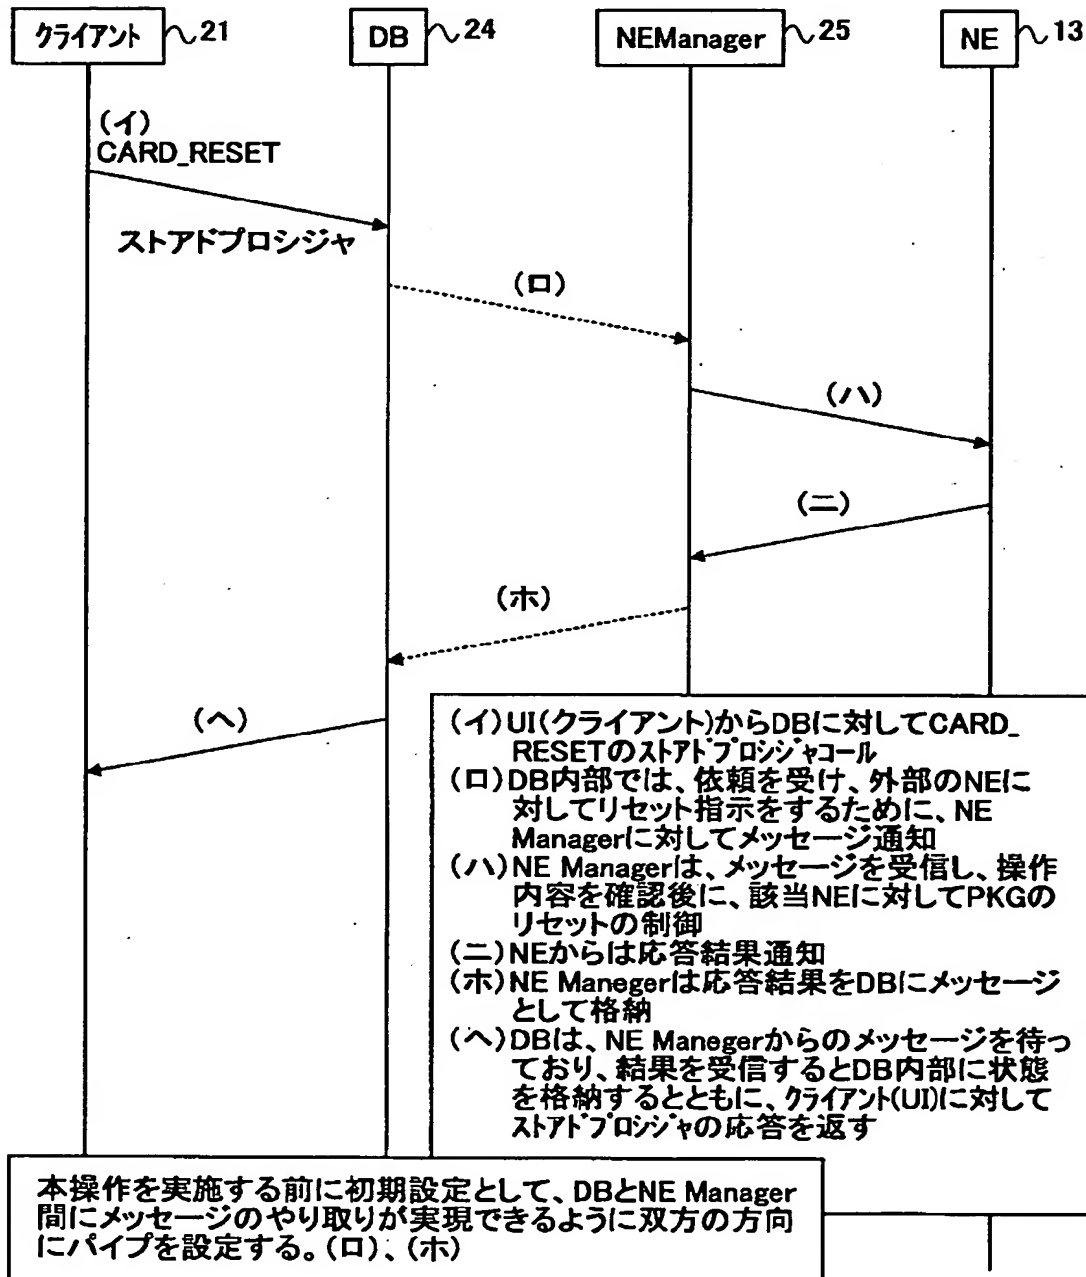 クライアント 21
DB 24
NEManager 25
NE 13
(イ)
CARD_RESET
ストアドプロシジャ
(ロ)
(ハ)
(ニ)
(ホ)
(ヘ)
(イ)UI(クライアント)からDBに対してCARD_
RESETのストアドプロシジャコール
(ロ)DB内部では、依頼を受け、外部のNEに
対してリセット指示をするために、NE
Managerに対してメッセージ通知
(ハ)NE Managerは、メッセージを受信し、操作
内容を確認後に、該当NEに対してPKGの
リセットの制御
(ニ)NEからは応答結果通知
(ホ)NE Manegerは応答結果をDBにメッセージ
として格納
(ヘ)DBは、NE Manegerからのメッセージを待っ
ており、結果を受信するとDB内部に状態
を格納するとともに、クライアント(UI)に対して
ストアドプロシジャの応答を返す
本操作を実施する前に初期設定として、DBとNE Manager
間にメッセージのやり取りが実現できるように双方の方向
にパイプを設定する。(ロ)、(ホ)